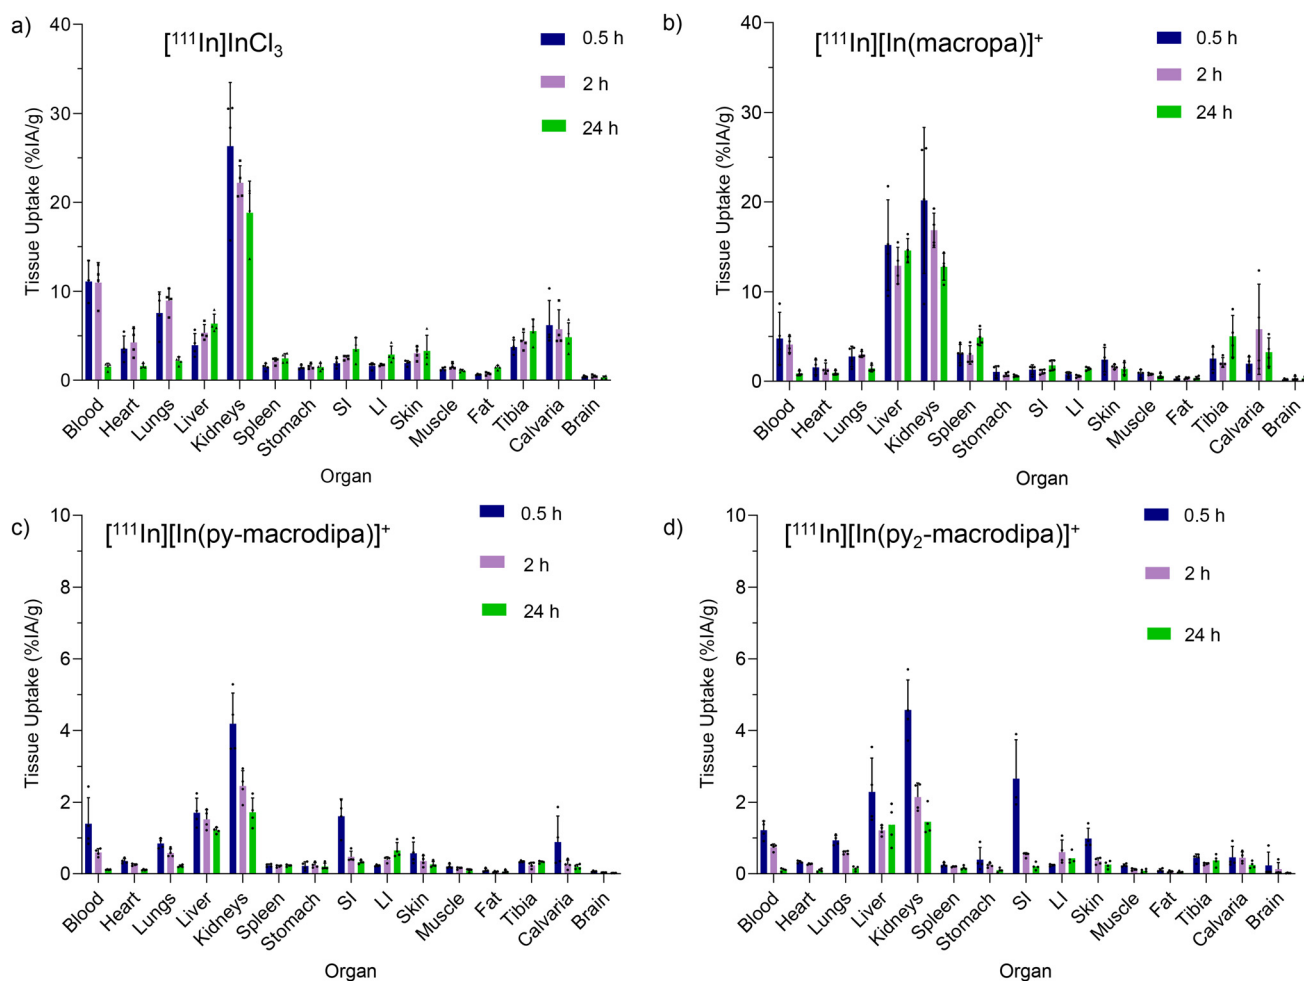 a)
[¹¹¹In]InCl₃
0.5 h
2 h
24 h
Tissue Uptake (%IA/g)
40
30
20
10
0
Blood
Heart
Lungs
Liver
Kidneys
Spleen
Stomach
SI
LI
Skin
Muscle
Fat
Tibia
Calvaria
Brain
Organ
b)
[¹¹¹In][In(macropa)]⁺
0.5 h
2 h
24 h
Tissue Uptake (%IA/g)
40
30
20
10
0
Blood
Heart
Lungs
Liver
Kidneys
Spleen
Stomach
SI
LI
Skin
Muscle
Fat
Tibia
Calvaria
Brain
Organ
c)
[¹¹¹In][In(py-macrodipa)]⁺
0.5 h
2 h
24 h
Tissue Uptake (%IA/g)
10
8
6
4
2
0
Blood
Heart
Lungs
Liver
Kidneys
Spleen
Stomach
SI
LI
Skin
Muscle
Fat
Tibia
Calvaria
Brain
Organ
d)
[¹¹¹In][In(py₂-macrodipa)]⁺
0.5 h
2 h
24 h
Tissue Uptake (%IA/g)
10
8
6
4
2
0
Blood
Heart
Lungs
Liver
Kidneys
Spleen
Stomach
SI
LI
Skin
Muscle
Fat
Tibia
Calvaria
Brain
Organ